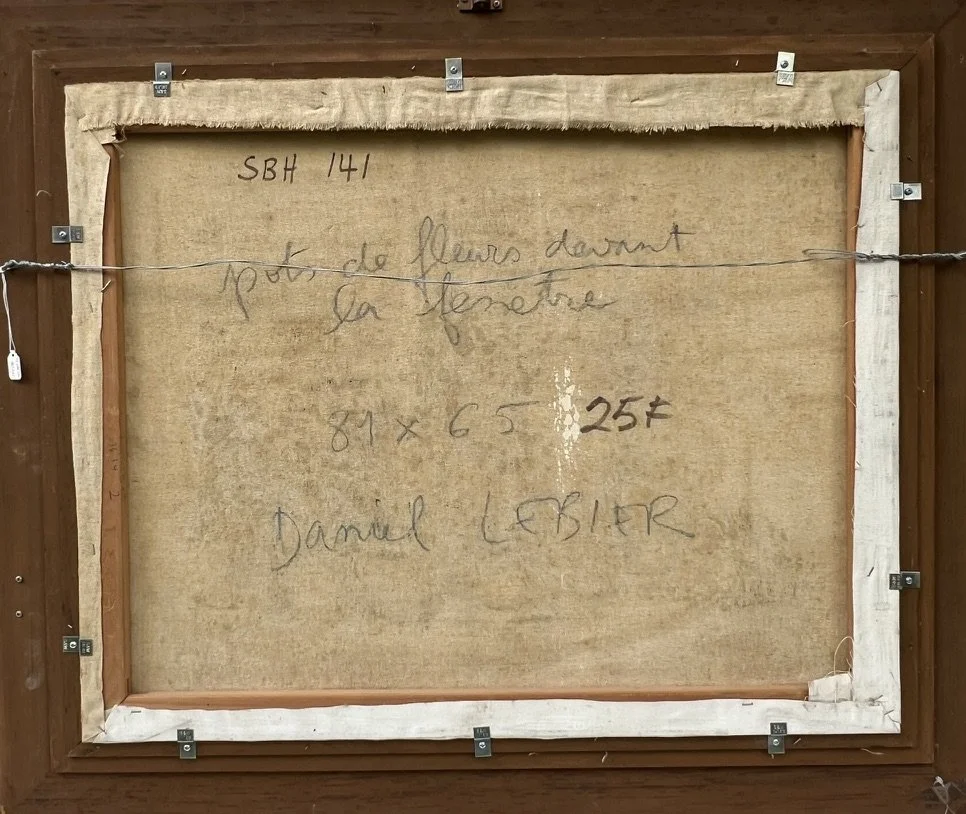 SBH 141
pots de fleurs devant
la fenêtre
81 x 65 25F
Daniel LEBIER